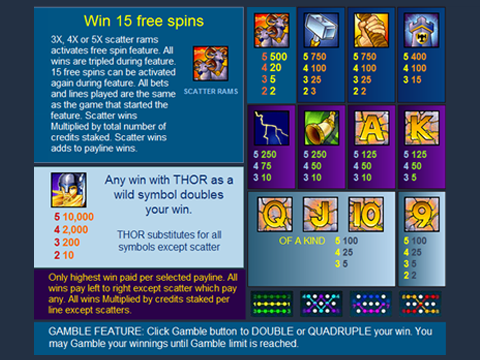 Win 15 free spins
3X, 4X or 5X scatter rams
activates free spin feature. All
wins are tripled during feature.
15 free spins can be activated
again during feature. All bets
and lines played are the same
as the game that started the
feature. Scatter wins
Multiplied by total number of
credits staked. Scatter wins
adds to payline wins.
SCATTER RAMS
5 500
4 20
3 5
2 2
5 750
4 100
3 25
2 2
5 750
4 100
3 25
2 3
5 400
4 100
3 15
5 250
4 75
3 10
5 250
4 50
3 10
A
5 125
4 50
3 10
K
5 125
4 50
3 10
Any win with THOR as a
wild symbol doubles
your win.
THOR substitutes for all
symbols except scatter
5 10,000
4 2,000
3 200
2 10
Q J 10 9
OF A KIND
5 100
4 25
3 5
5 100
4 25
3 5
2 2
Only highest win paid per selected payline. All
wins pay left to right except scatter which pay
any. All wins Multiplied by credits staked per
line except scatters.
GAMBLE FEATURE: Click Gamble button to DOUBLE or QUADRUPLE your win. You
may Gamble your winnings until Gamble limit is reached.